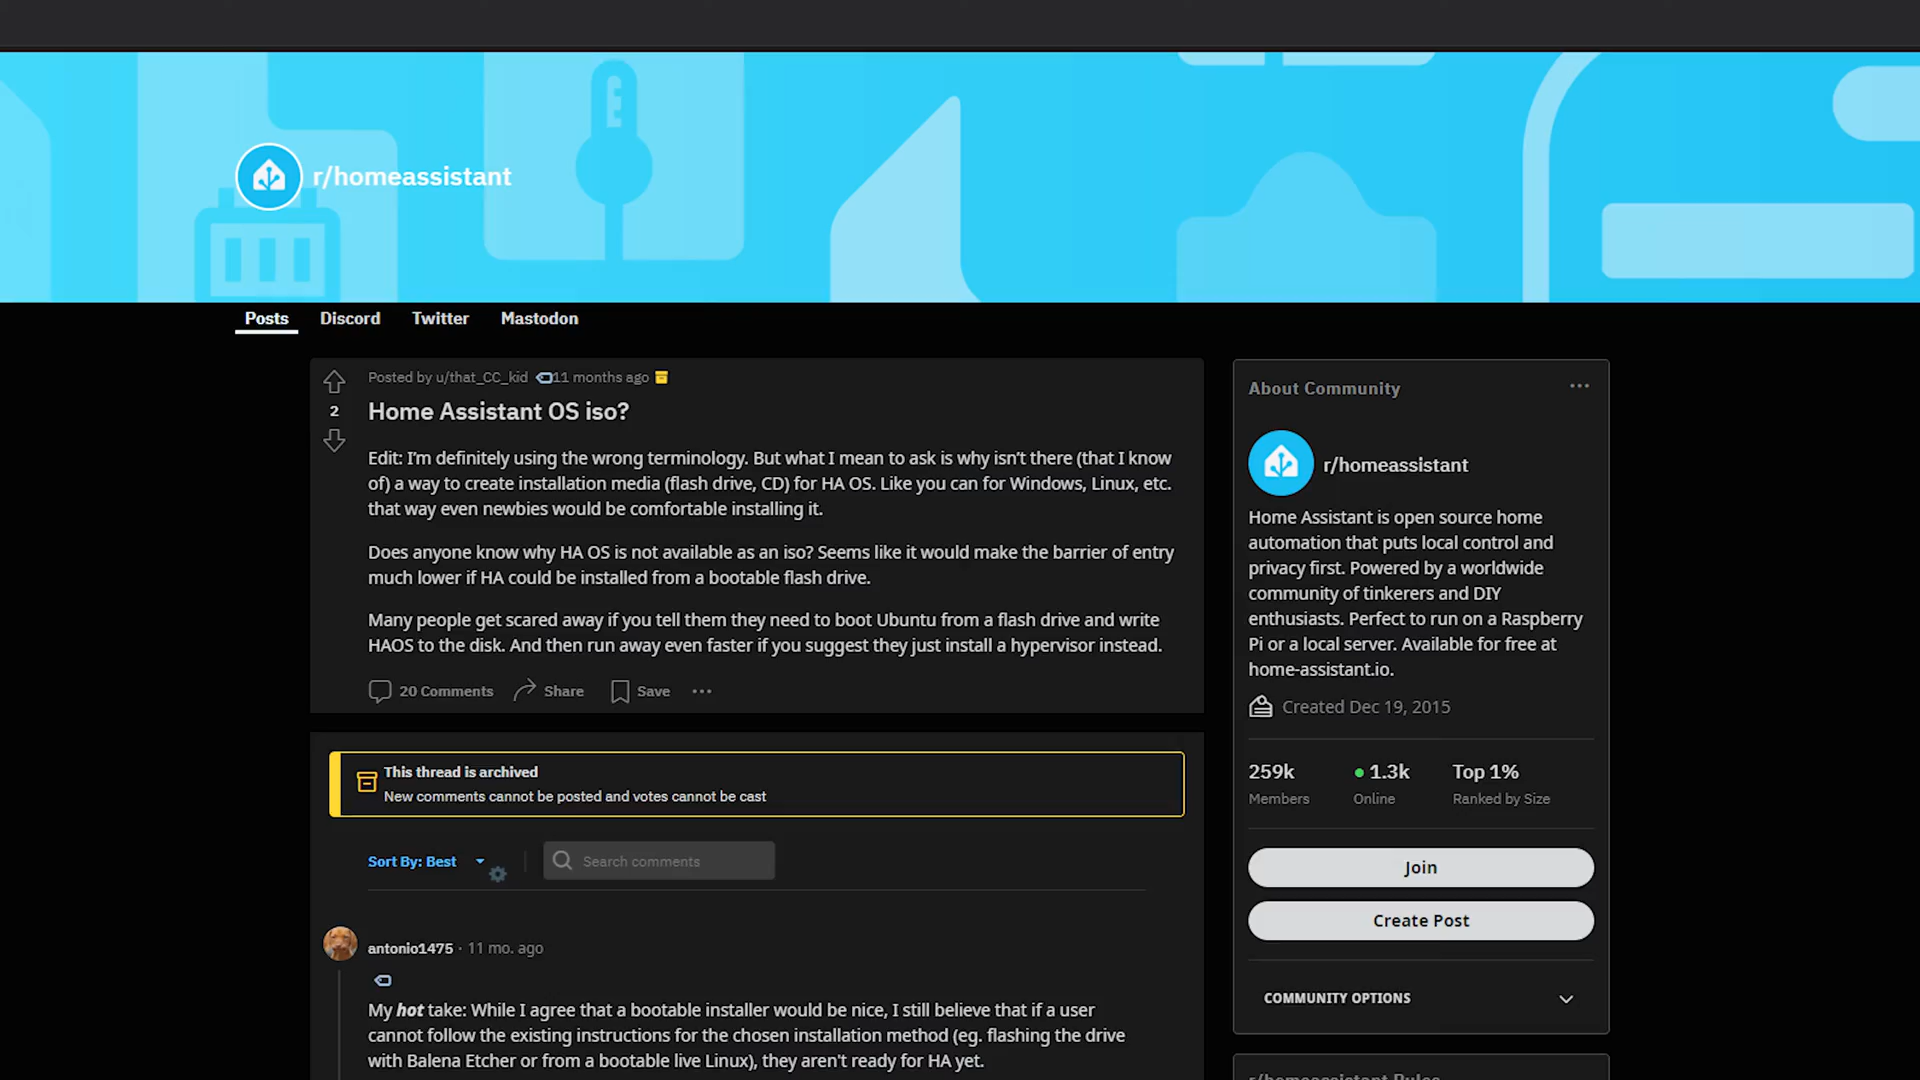 r/homeassistant
Posts Discord Twitter Mastodon
Posted by u/that_CC_kid 11 months ago
2
Home Assistant OS iso?
Edit: I'm definitely using the wrong terminology. But what I mean to ask is why isn't there (that I know
of) a way to create installation media (flash drive, CD) for HA OS. Like you can for Windows, Linux, etc.
that way even newbies would be comfortable installing it.
Does anyone know why HA OS is not available as an iso? Seems like it would make the barrier of entry
much lower if HA could be installed from a bootable flash drive.
Many people get scared away if you tell them they need to boot Ubuntu from a flash drive and write
HAOS to the disk. And then run away even faster if you suggest they just install a hypervisor instead.
20 Comments Share Save
This thread is archived
New comments cannot be posted and votes cannot be cast
Sort By: Best Search comments
antonio1475 · 11 mo. ago
My hot take: While I agree that a bootable installer would be nice, I still believe that if a user
cannot follow the existing instructions for the chosen installation method (eg. flashing the drive
with Balena Etcher or from a bootable live Linux), they aren't ready for HA yet.
About Community
r/homeassistant
Home Assistant is open source home
automation that puts local control and
privacy first. Powered by a worldwide
community of tinkerers and DIY
enthusiasts. Perfect to run on a Raspberry
Pi or a local server. Available for free at
home-assistant.io.
Created Dec 19, 2015
259k 1.3k Top 1%
Members Online Ranked by Size
Join
Create Post
COMMUNITY OPTIONS
r/homeassistant Rules